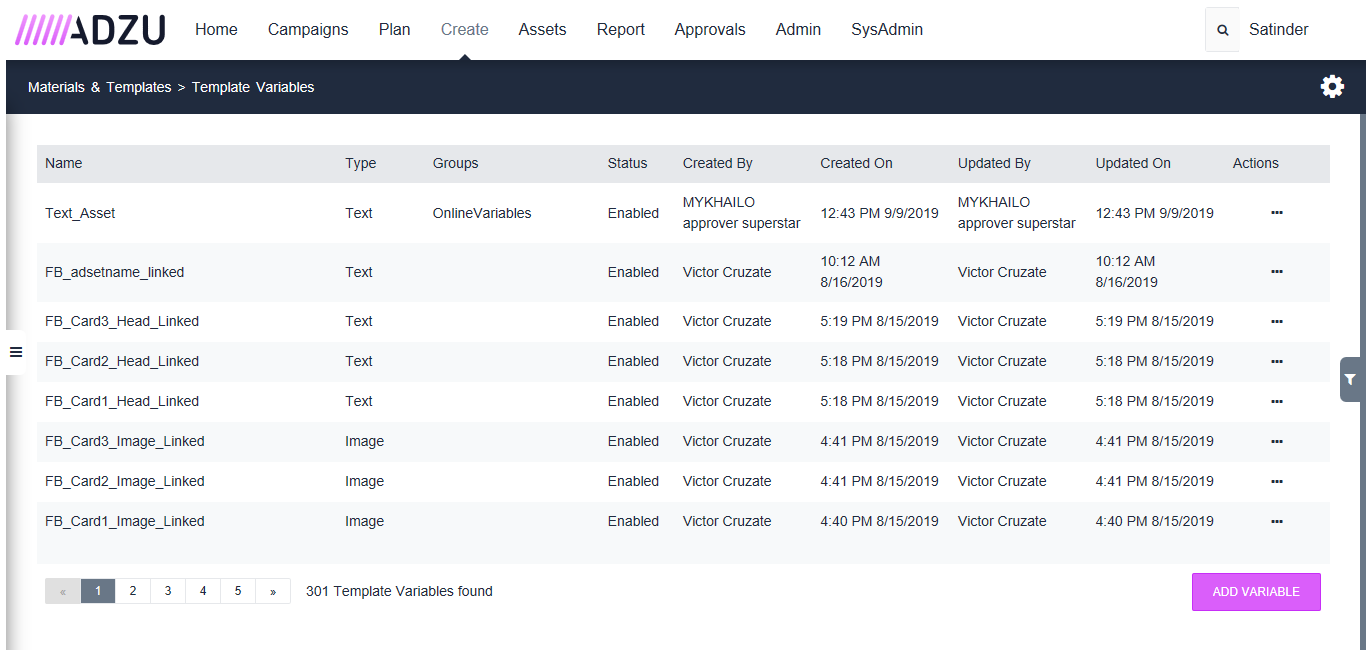 ADZU Home Campaigns Plan Create Assets Report Approvals Admin SysAdmin Satinder
Materials & Templates > Template Variables
Name Type Groups Status Created By Created On Updated By Updated On Actions
Text_Asset Text OnlineVariables Enabled MYKHAILO approver superstar 12:43 PM 9/9/2019 MYKHAILO approver superstar 12:43 PM 9/9/2019 ...
FB_adsetname_linked Text Enabled Victor Cruzate 10:12 AM 8/16/2019 Victor Cruzate 10:12 AM 8/16/2019 ...
FB_Card3_Head_Linked Text Enabled Victor Cruzate 5:19 PM 8/15/2019 Victor Cruzate 5:19 PM 8/15/2019 ...
FB_Card2_Head_Linked Text Enabled Victor Cruzate 5:18 PM 8/15/2019 Victor Cruzate 5:18 PM 8/15/2019 ...
FB_Card1_Head_Linked Text Enabled Victor Cruzate 5:18 PM 8/15/2019 Victor Cruzate 5:18 PM 8/15/2019 ...
FB_Card3_Image_Linked Image Enabled Victor Cruzate 4:41 PM 8/15/2019 Victor Cruzate 4:41 PM 8/15/2019 ...
FB_Card2_Image_Linked Image Enabled Victor Cruzate 4:41 PM 8/15/2019 Victor Cruzate 4:41 PM 8/15/2019 ...
FB_Card1_Image_Linked Image Enabled Victor Cruzate 4:40 PM 8/15/2019 Victor Cruzate 4:40 PM 8/15/2019 ...
« 1 2 3 4 5 » 301 Template Variables found ADD VARIABLE